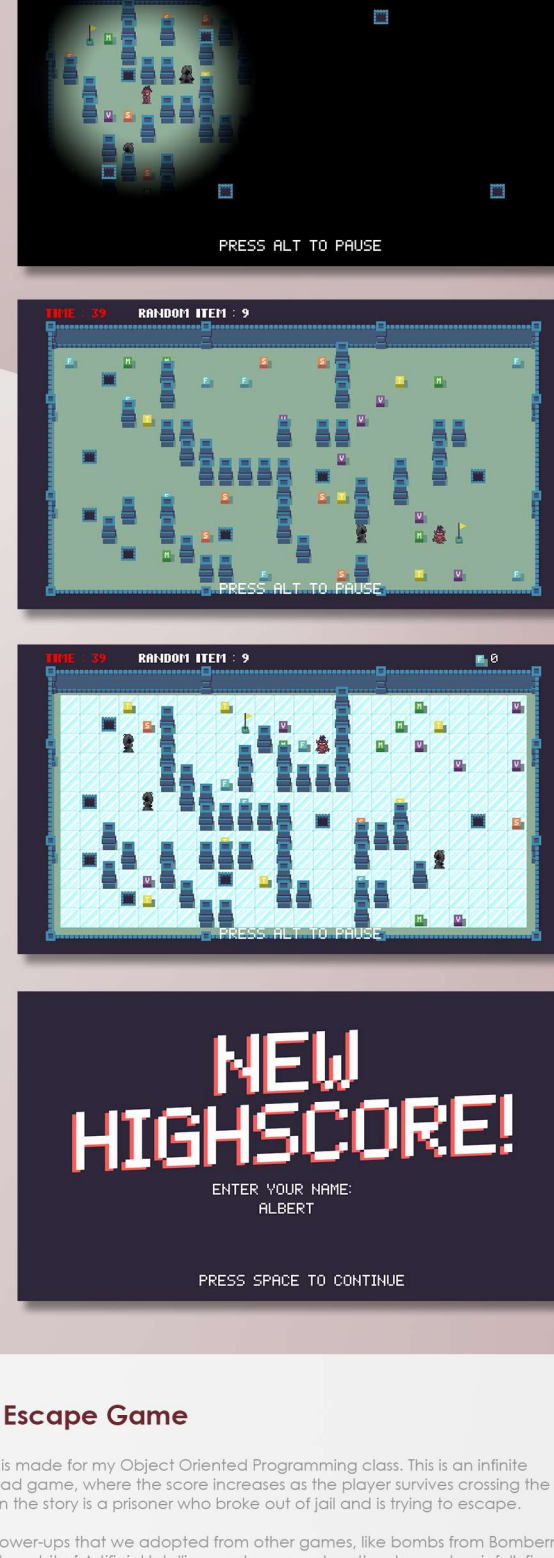 PRESS ALT TO PAUSE
TIME : 39 RANDOM ITEM : 9
PRESS ALT TO PAUSE
TIME : 39 RANDOM ITEM : 9 F 0
PRESS ALT TO PAUSE
NEW
HIGHSCORE!
ENTER YOUR NAME:
ALBERT
PRESS SPACE TO CONTINUE
Escape Game
is made for my Object Oriented Programming class. This is an infinite
ad game, where the score increases as the player survives crossing the
n the story is a prisoner who broke out of jail and is trying to escape.
ower-ups that we adopted from other games, like bombs from Bomberm